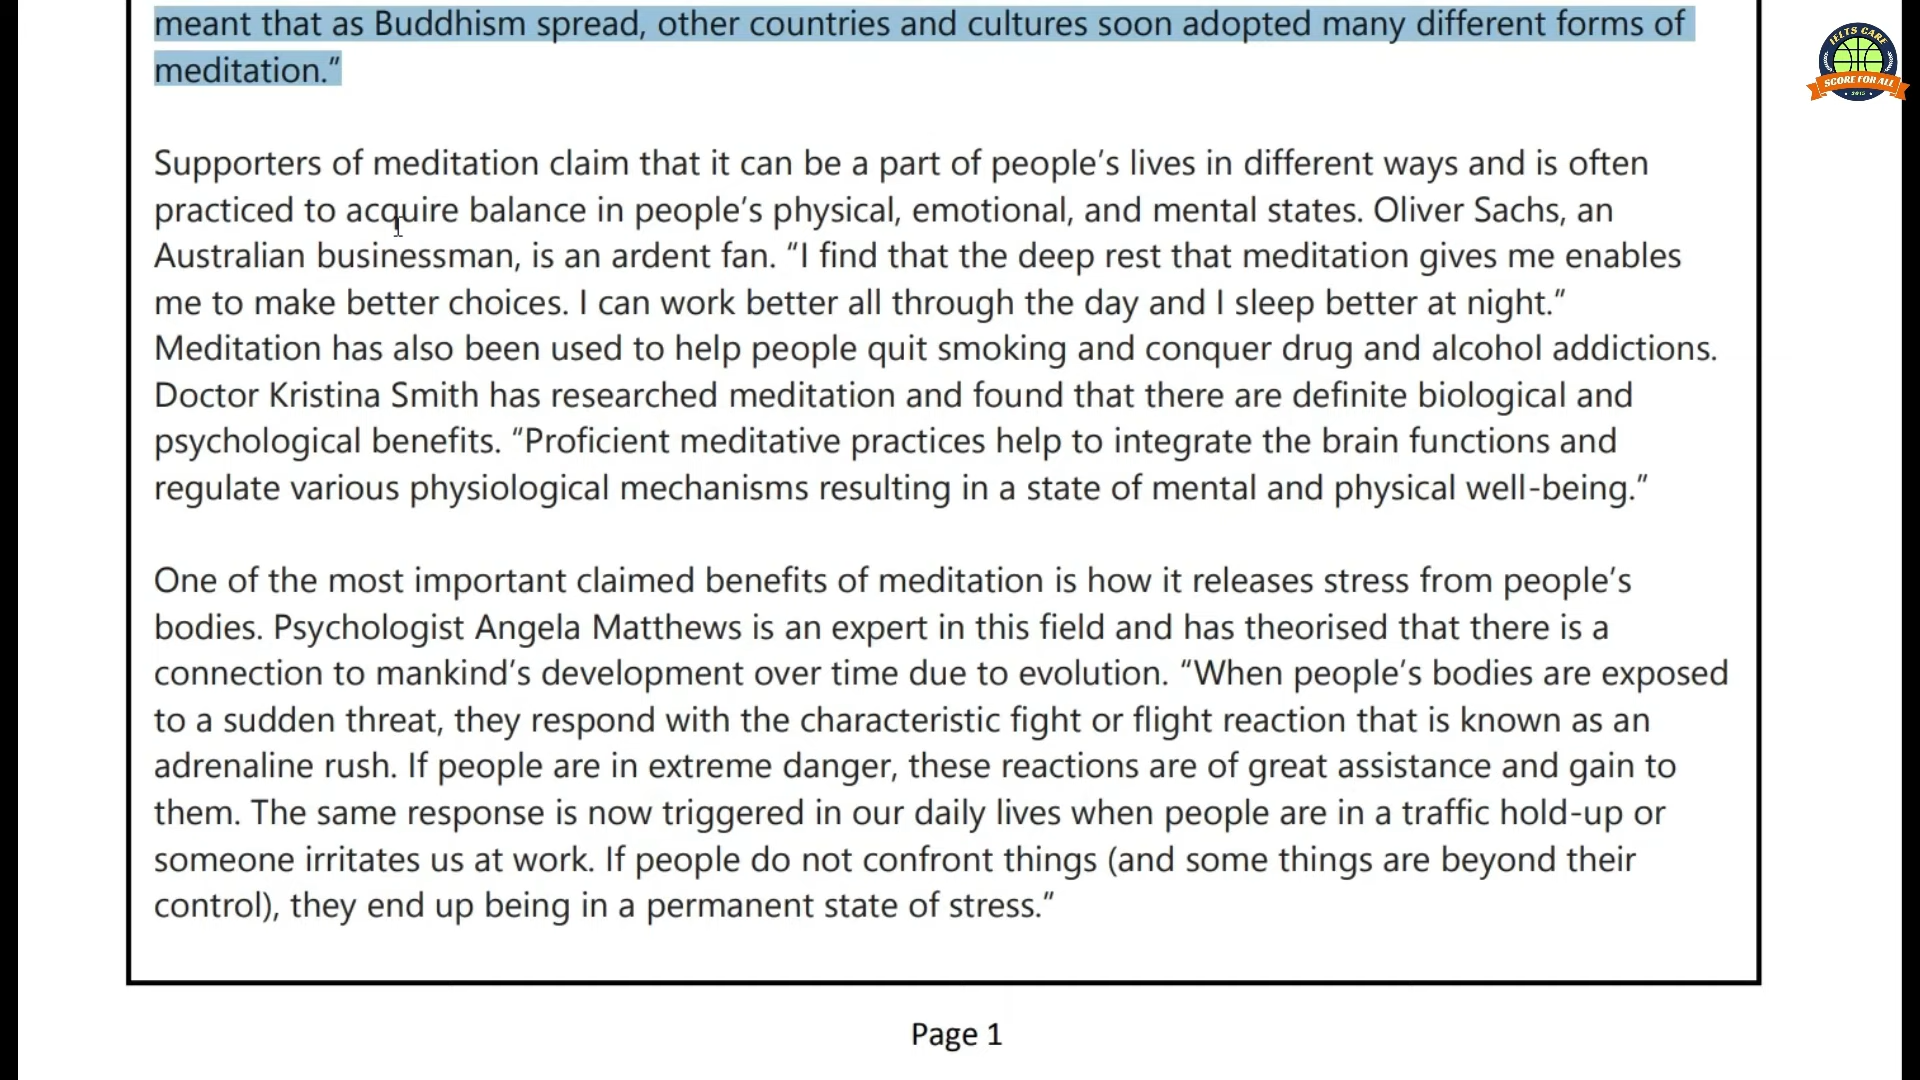 meant that as Buddhism spread, other countries and cultures soon adopted many different forms of
meditation.”
Supporters of meditation claim that it can be a part of people’s lives in different ways and is often
practiced to acquire balance in people’s physical, emotional, and mental states. Oliver Sachs, an
Australian businessman, is an ardent fan. “I find that the deep rest that meditation gives me enables
me to make better choices. I can work better all through the day and I sleep better at night.”
Meditation has also been used to help people quit smoking and conquer drug and alcohol addictions.
Doctor Kristina Smith has researched meditation and found that there are definite biological and
psychological benefits. “Proficient meditative practices help to integrate the brain functions and
regulate various physiological mechanisms resulting in a state of mental and physical well-being.”
One of the most important claimed benefits of meditation is how it releases stress from people’s
bodies. Psychologist Angela Matthews is an expert in this field and has theorised that there is a
connection to mankind’s development over time due to evolution. “When people’s bodies are exposed
to a sudden threat, they respond with the characteristic fight or flight reaction that is known as an
adrenaline rush. If people are in extreme danger, these reactions are of great assistance and gain to
them. The same response is now triggered in our daily lives when people are in a traffic hold-up or
someone irritates us at work. If people do not confront things (and some things are beyond their
control), they end up being in a permanent state of stress.”
Page 1
IELTS CARE
SCORE FOR ALL
2015